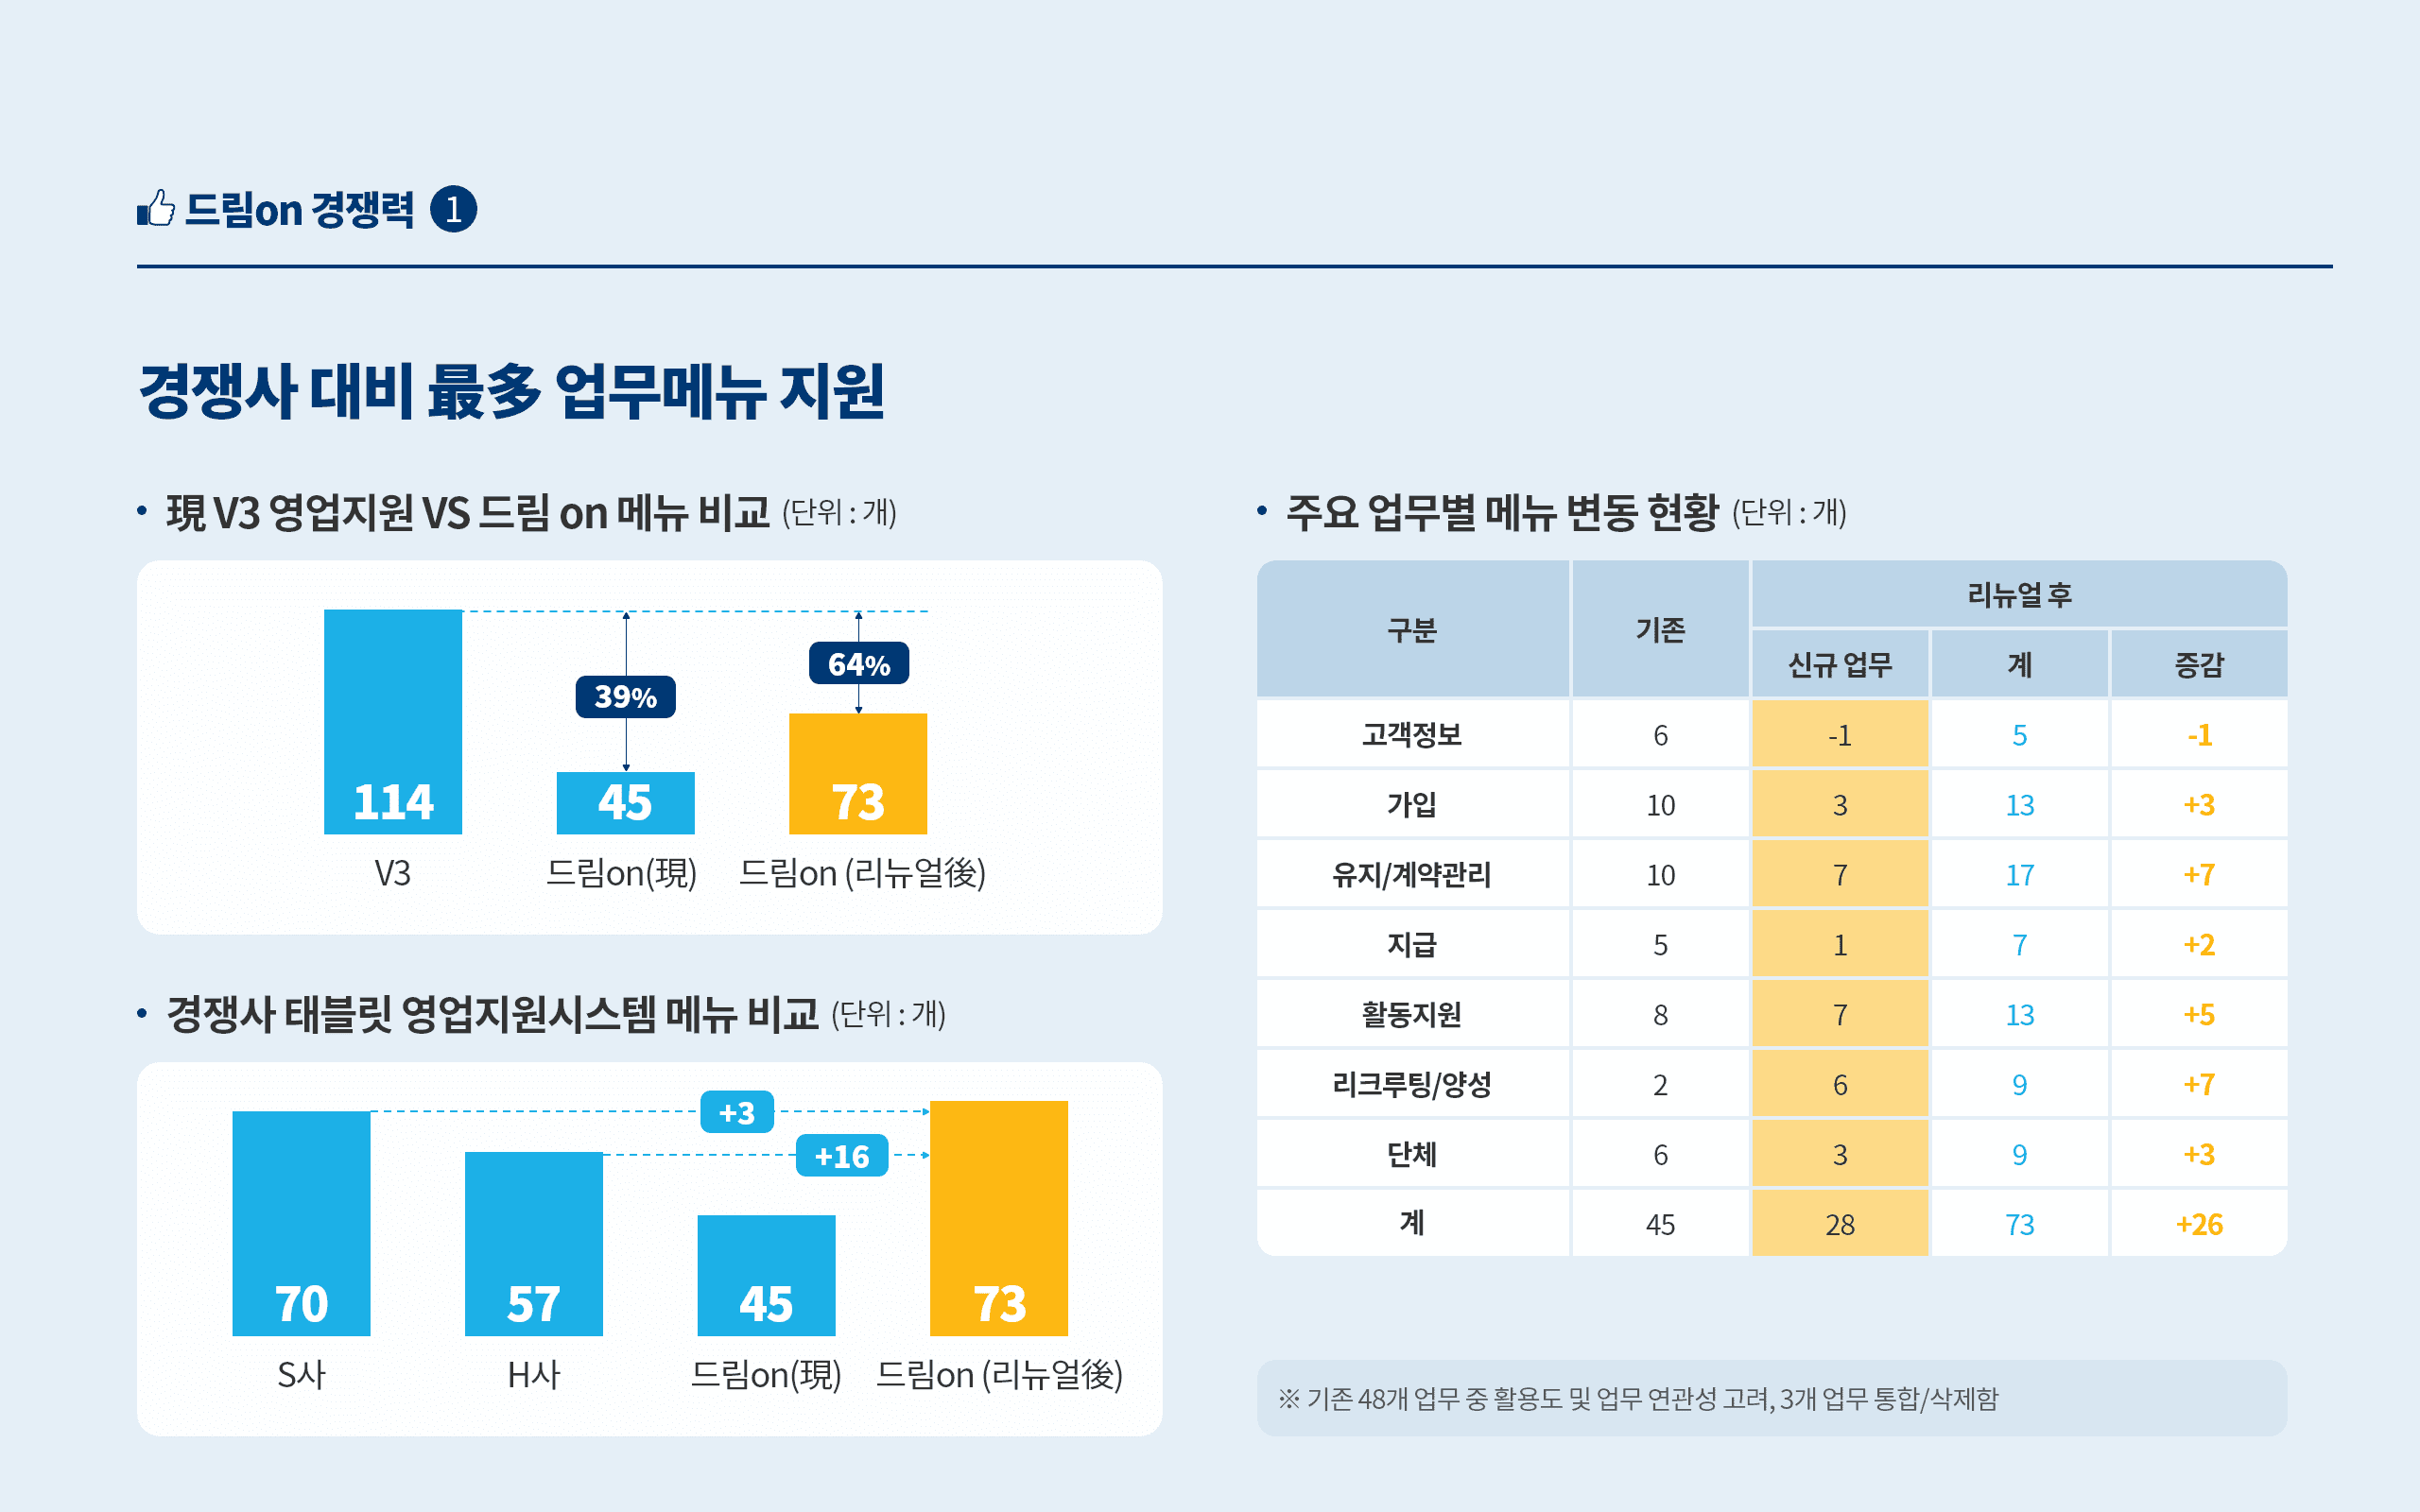 드림on 경쟁력 1
경쟁사 대비 最多 업무메뉴 지원
• 現 V3 영업지원 VS 드림 on 메뉴 비교 (단위 : 개)
39%
64%
114 45 73
V3 드림on(現) 드림on (리뉴얼後)
• 경쟁사 태블릿 영업지원시스템 메뉴 비교 (단위 : 개)
+3
+16
70 57 45 73
S사 H사 드림on(現) 드림on (리뉴얼後)
• 주요 업무별 메뉴 변동 현황 (단위 : 개)
구분 기존 리뉴얼 후
신규 업무 계 증감
고객정보 6 -1 5 -1
가입 10 3 13 +3
유지/계약관리 10 7 17 +7
지급 5 1 7 +2
활동지원 8 7 13 +5
리크루팅/양성 2 6 9 +7
단체 6 3 9 +3
계 45 28 73 +26
※ 기존 48개 업무 중 활용도 및 업무 연관성 고려, 3개 업무 통합/삭제함